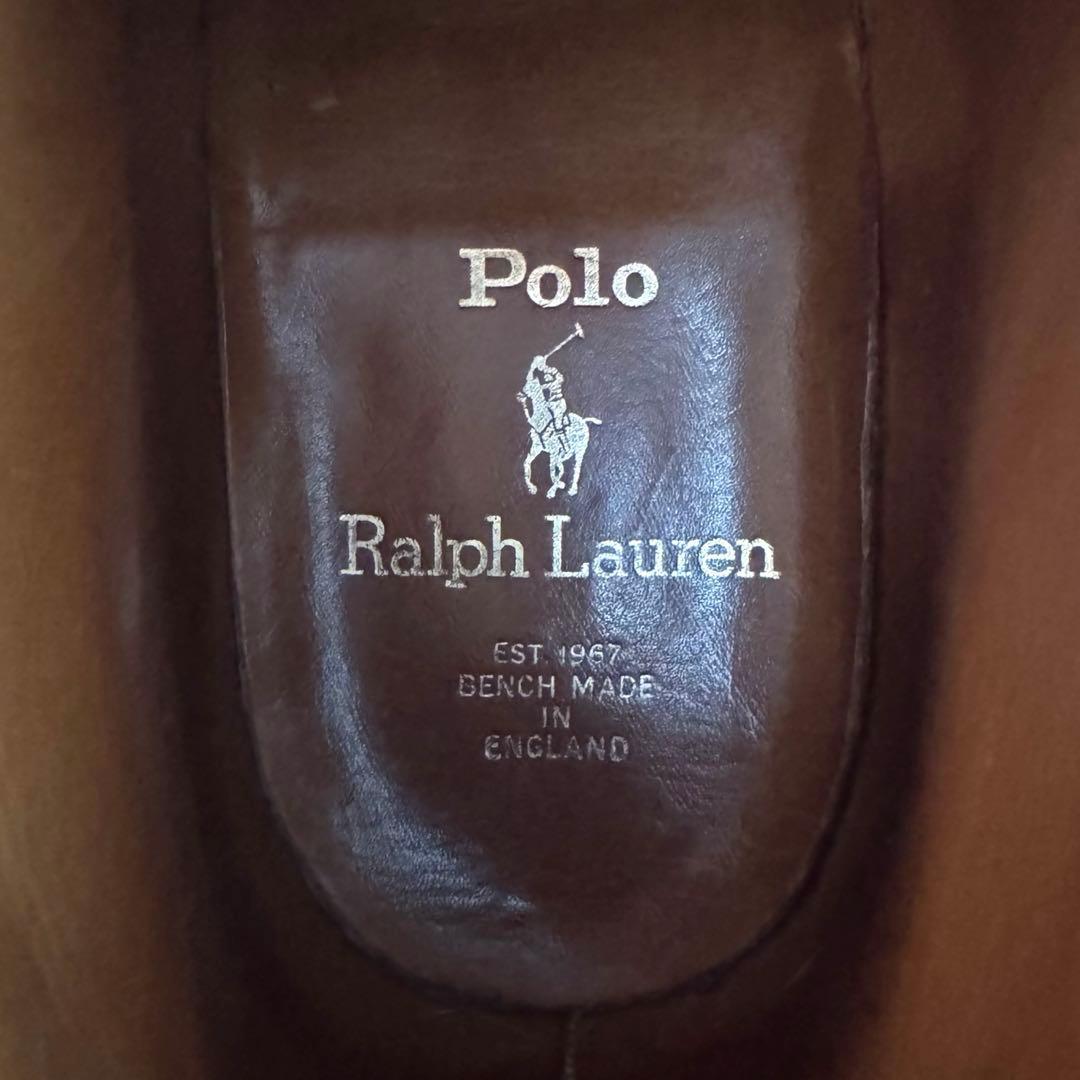 Polo
Ralph Lauren
EST. 1967
BENCH MADE
IN
ENGLAND